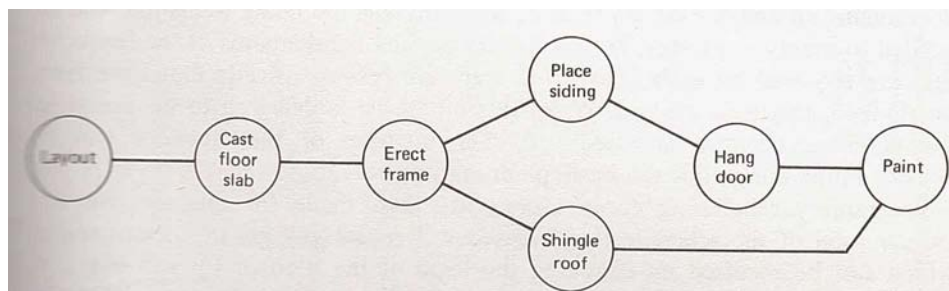 Layout
Cast
floor
slab
Erect
frame
Place
siding
Shingle
roof
Hang
door
Paint